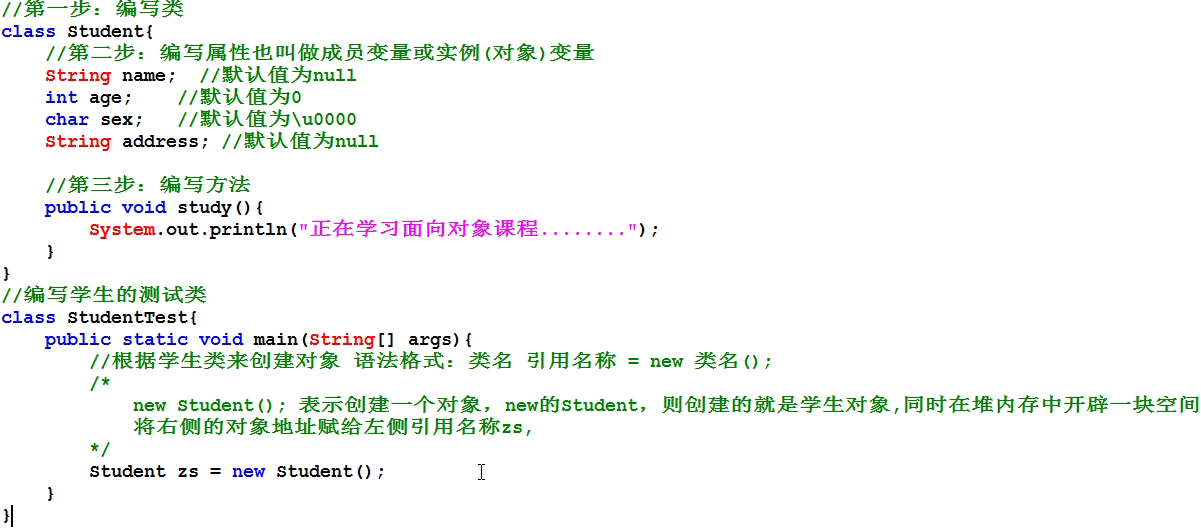 //第一步：编写类
class Student{
    //第二步：编写属性也叫做成员变量或实例(对象)变量
    String name;  //默认值为null
    int age;    //默认值为0
    char sex;   //默认值为\u0000
    String address; //默认值为null

    //第三步：编写方法
    public void study(){
        System.out.println("正在学习面向对象课程........");
    }
}
//编写学生的测试类
class StudentTest{
    public static void main(String[] args){
        //根据学生类来创建对象 语法格式：类名 引用名称 = new 类名();
        /*
            new Student(); 表示创建一个对象，new的Student，则创建的就是学生对象,同时在堆内存中开辟一块空间
            将右侧的对象地址赋给左侧引用名称zs,
        */
        Student zs = new Student();
    }
}